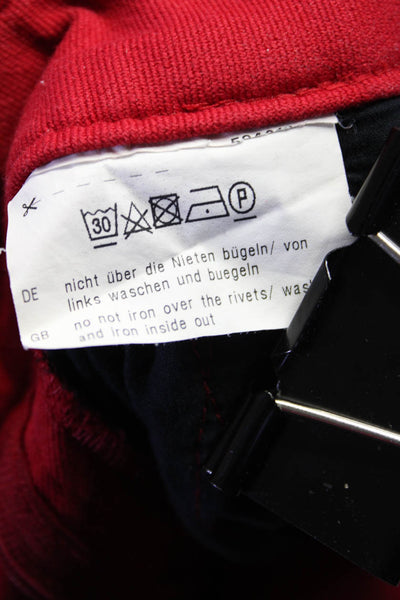 30 P
DE nicht über die Nieten bügeln/ von
links waschen und buegeln
GB no not iron over the rivets/
and iron inside out